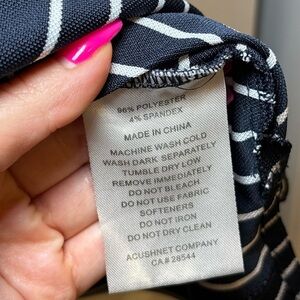 96% POLYESTER
4% SPANDEX
MADE IN CHINA
MACHINE WASH COLD
WASH DARK SEPARATELY
TUMBLE DRY LOW
REMOVE IMMEDIATELY
DO NOT BLEACH
DO NOT USE FABRIC
SOFTENERS
DO NOT IRON
DO NOT DRY CLEAN
ACUSHNET COMPANY
CA# 28544